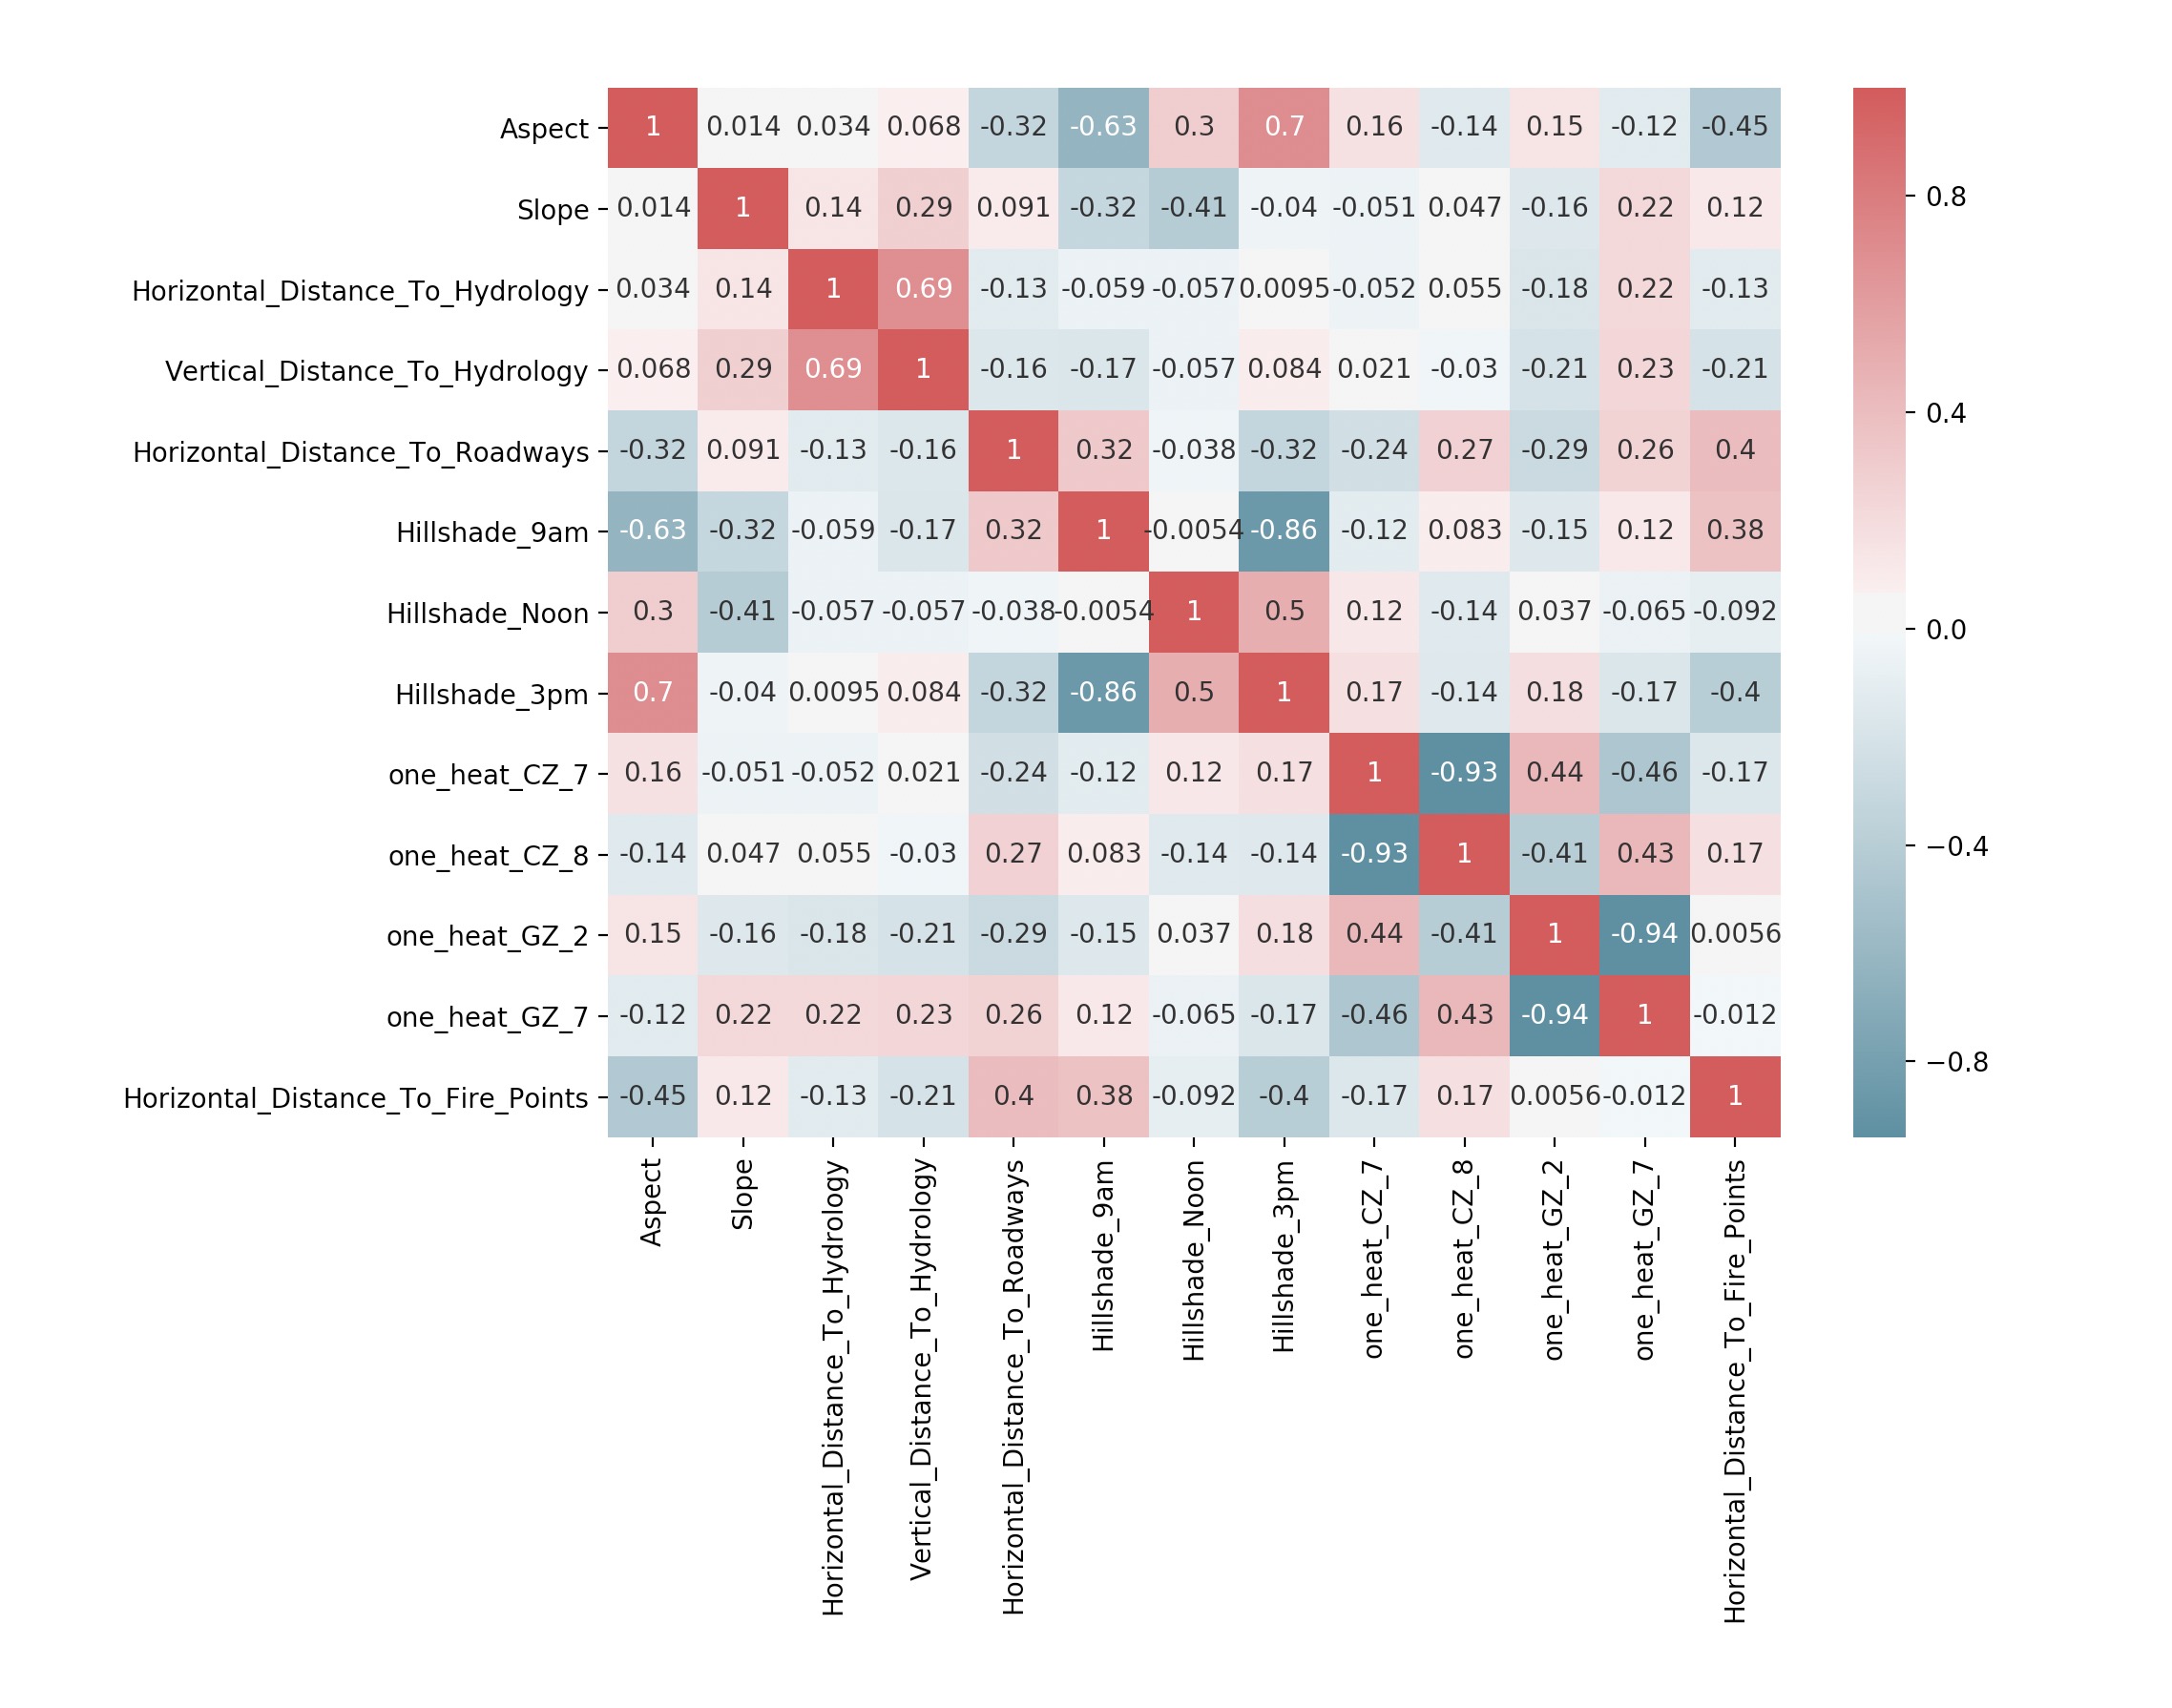 Aspect 1 0.014 0.034 0.068 -0.32 -0.63 0.3 0.7 0.16 -0.14 0.15 -0.12 -0.45
Slope 0.014 1 0.14 0.29 0.091 -0.32 -0.41 -0.04 -0.051 0.047 -0.16 0.22 0.12
Horizontal_Distance_To_Hydrology 0.034 0.14 1 0.69 -0.13 -0.059 -0.057 0.0095 -0.052 0.055 -0.18 0.22 -0.13
Vertical_Distance_To_Hydrology 0.068 0.29 0.69 1 -0.16 -0.17 -0.057 0.084 0.021 -0.03 -0.21 0.23 -0.21
Horizontal_Distance_To_Roadways -0.32 0.091 -0.13 -0.16 1 0.32 -0.038 -0.32 -0.24 0.27 -0.29 0.26 0.4
Hillshade_9am -0.63 -0.32 -0.059 -0.17 0.32 1 -0.0054 -0.86 -0.12 0.083 -0.15 0.12 0.38
Hillshade_Noon 0.3 -0.41 -0.057 -0.057 -0.038 -0.0054 1 0.5 0.12 -0.14 0.037 -0.065 -0.092
Hillshade_3pm 0.7 -0.04 0.0095 0.084 -0.32 -0.86 0.5 1 0.17 -0.14 0.18 -0.17 -0.4
one_heat_CZ_7 0.16 -0.051 -0.052 0.021 -0.24 -0.12 0.12 0.17 1 -0.93 0.44 -0.46 -0.17
one_heat_CZ_8 -0.14 0.047 0.055 -0.03 0.27 0.083 -0.14 -0.14 -0.93 1 -0.41 0.43 0.17
one_heat_GZ_2 0.15 -0.16 -0.18 -0.21 -0.29 -0.15 0.037 0.18 0.44 -0.41 1 -0.94 0.0056
one_heat_GZ_7 -0.12 0.22 0.22 0.23 0.26 0.12 -0.065 -0.17 -0.46 0.43 -0.94 1 -0.012
Horizontal_Distance_To_Fire_Points -0.45 0.12 -0.13 -0.21 0.4 0.38 -0.092 -0.4 -0.17 0.17 0.0056 -0.012 1
Aspect
Slope
Horizontal_Distance_To_Hydrology
Vertical_Distance_To_Hydrology
Horizontal_Distance_To_Roadways
Hillshade_9am
Hillshade_Noon
Hillshade_3pm
one_heat_CZ_7
one_heat_CZ_8
one_heat_GZ_2
one_heat_GZ_7
Horizontal_Distance_To_Fire_Points
0.8
0.4
0.0
−0.4
−0.8